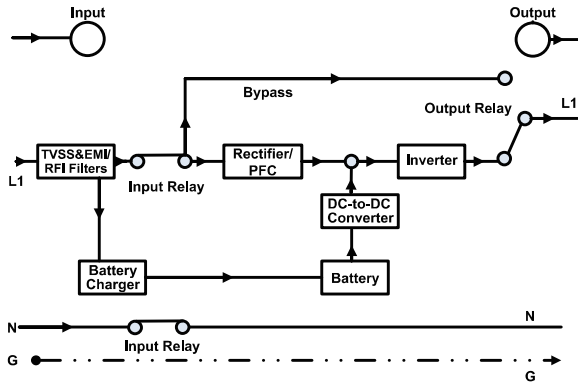 Input
Output
Bypass
L1
Output Relay
TVSS&EMI/
RFI Filters
Rectifier/
PFC
Inverter
L1
Input Relay
DC-to-DC
Converter
Battery
Charger
Battery
N
N
Input Relay
G
G